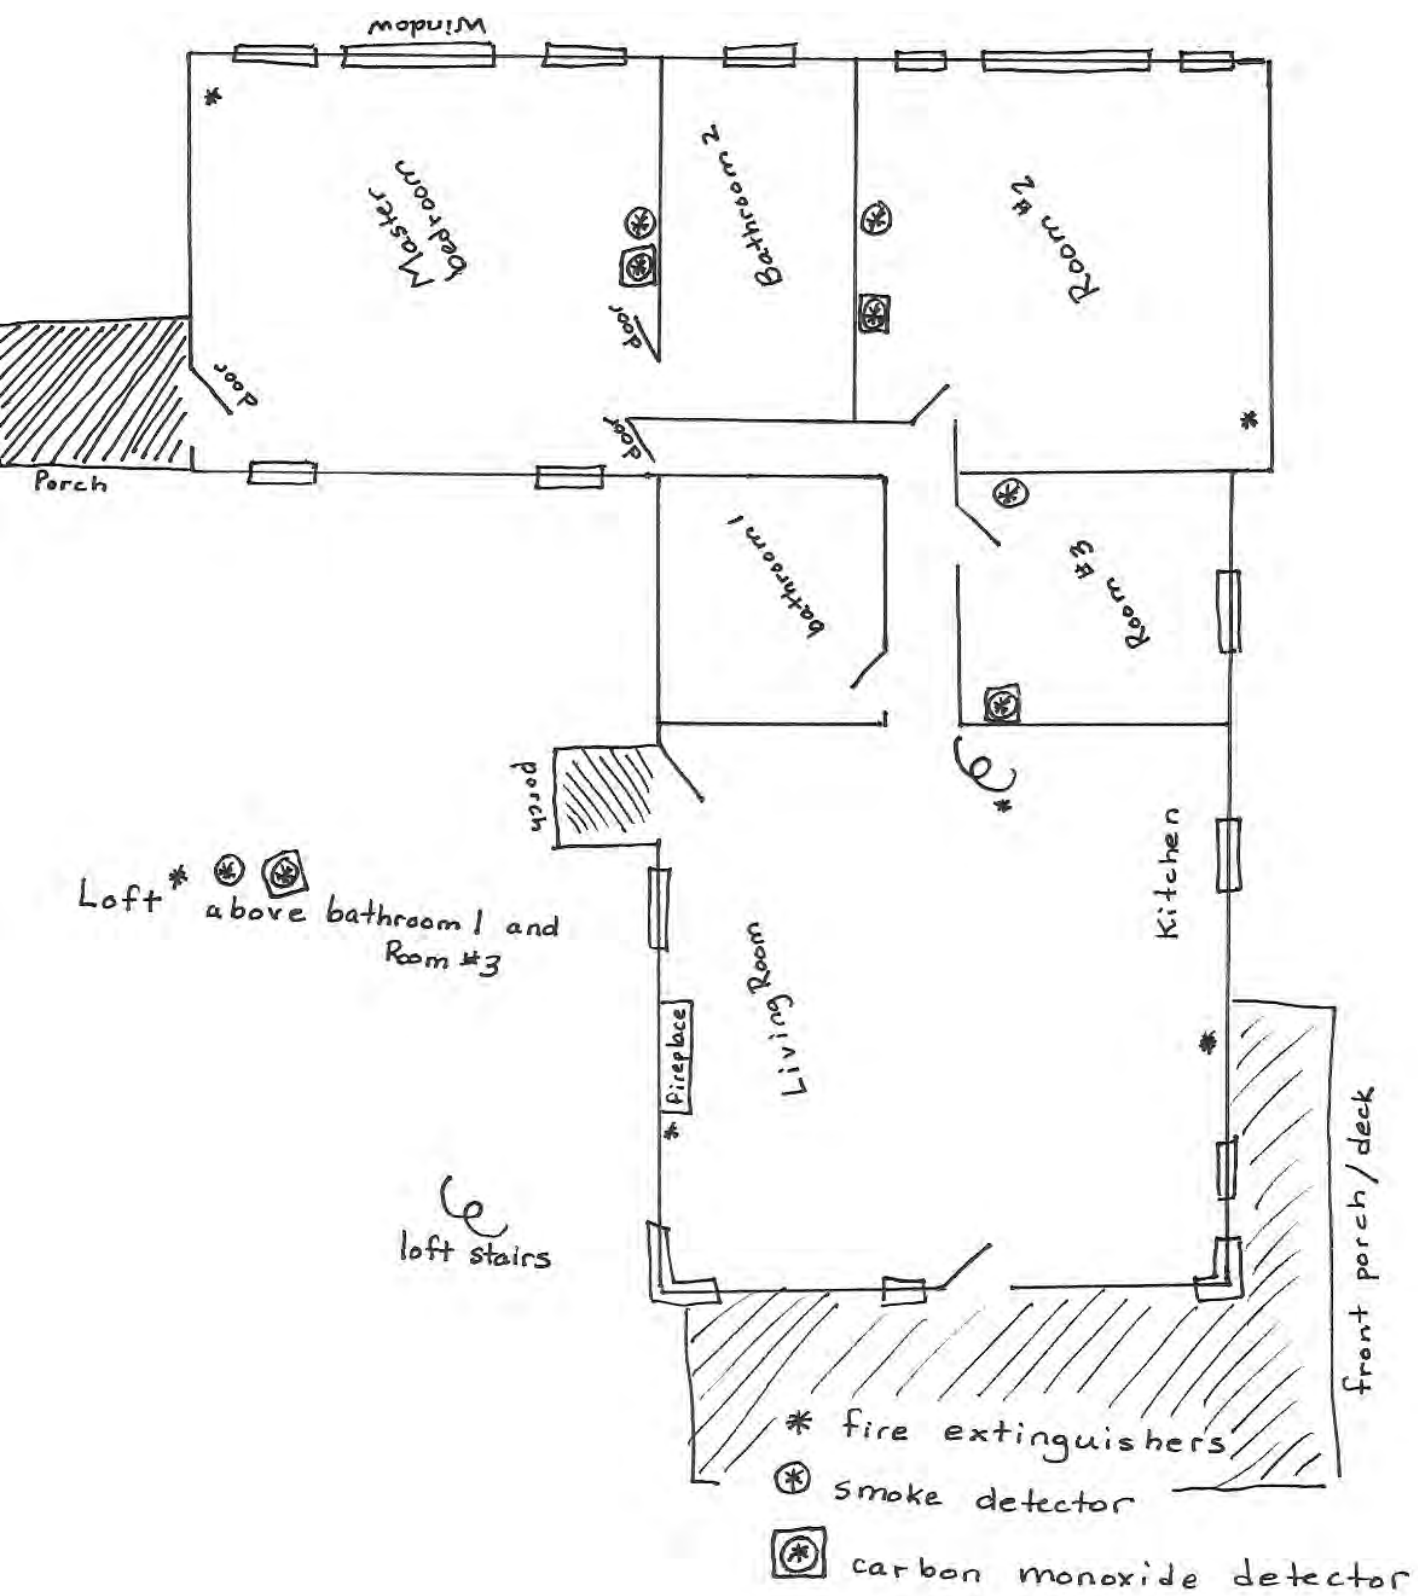 window
*
Master
bedroom
Bathroom 2
Room #2
door
door
door
*
Porch
bathroom 1
Room #3
porch
*
Kitchen
Loft *
above bathroom 1 and
Room #3
Living Room
fireplace
*
*
loft stairs
front porch/deck
* fire extinguishers
smoke detector
carbon monoxide detector